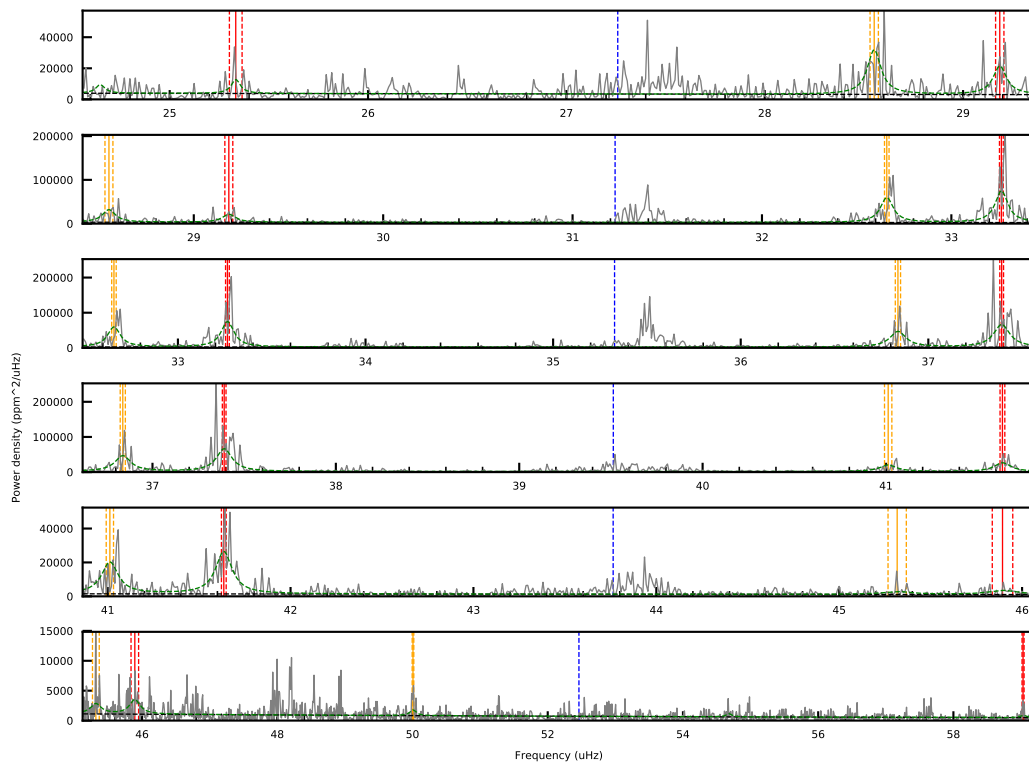 40000
20000
0
25 26 27 28 29
200000
100000
0
29 30 31 32 33
200000
100000
0
33 34 35 36 37
Power density (ppm^2/uHz)
200000
100000
0
37 38 39 40 41
40000
20000
0
41 42 43 44 45 46
15000
10000
5000
0
46 48 50 52 54 56 58
Frequency (uHz)